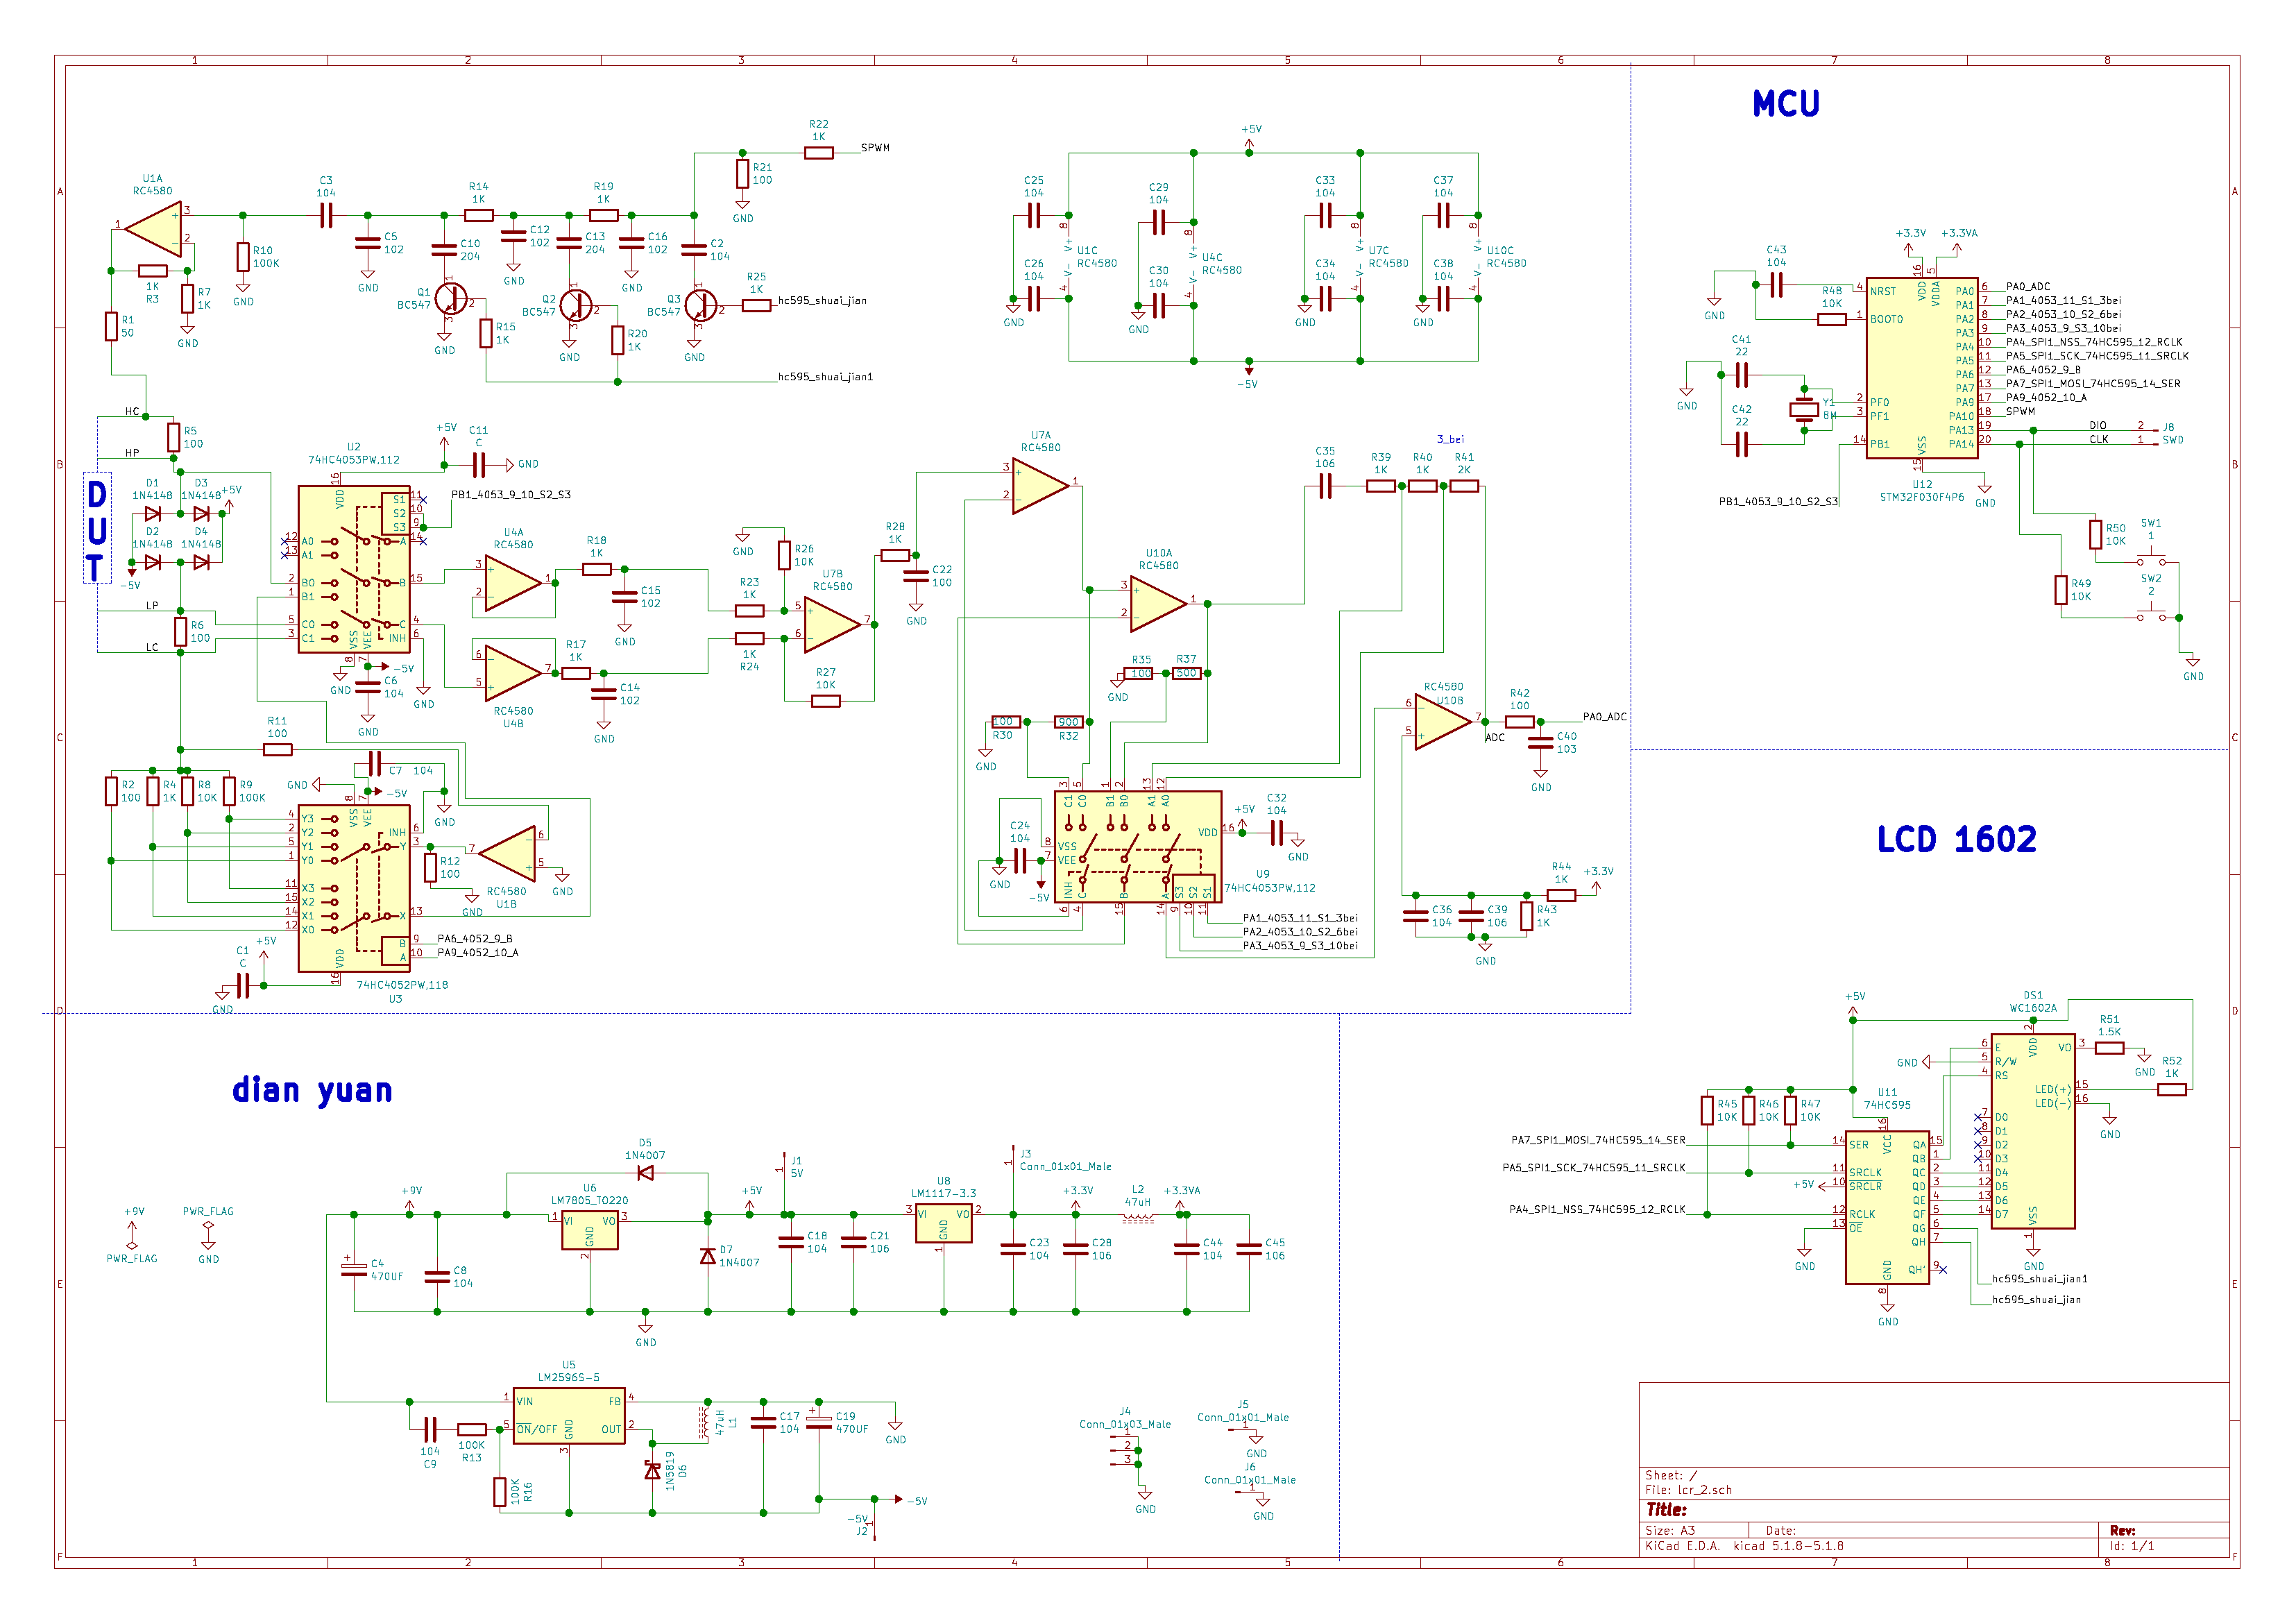 MCU
R22
1K
SPWM
+5V
R21
100
GND
U1A
RC4580
C3
104
R14
1K
R19
1K
C25
104
C29
104
C33
104
C37
104
R10
100K
GND
C5
102
GND
C10
204
C12
102
GND
C13
204
C16
102
GND
C2
104
1K
R3
R7
1K
GND
R1
50
Q1
BC547
GND
R15
1K
Q2
BC547
GND
R20
1K
Q3
BC547
GND
R25
1K
hc595_shuai_jian
hc595_shuai_jian1
U1C
RC4580
U4C
RC4580
U7C
RC4580
U10C
RC4580
C26
104
C30
104
C34
104
C38
104
GND
GND
GND
GND
-5V
+3.3V
+3.3VA
C43
104
GND
R48
10K
C41
22
C42
22
GND
Y1
NRST
BOOT0
PF0
PF1
PB1
VDD
VDDA
VSS
PA0
PA1
PA2
PA3
PA4
PA5
PA6
PA7
PA9
PA10
PA13
PA14
PA0_ADC
PA1_4053_11_S1_3bei
PA2_4053_10_S2_6bei
PA3_4053_9_S3_10bei
PA4_SPI1_NSS_74HC595_12_RCLK
PA5_SPI1_SCK_74HC595_11_SRCLK
PA6_4052_9_B
PA7_SPI1_MOSI_74HC595_14_SER
PA9_4052_10_A
SPWM
DIO
CLK
J8
SWD
U12
STM32F030F4P6
GND
PB1_4053_9_10_S2_S3
R50
10K
SW1
1
R49
10K
SW2
2
GND
HC
R5
100
HP
DUT
D1
1N4148
D3
1N4148
+5V
D2
1N4148
D4
1N4148
-5V
LP
R6
100
LC
U2
74HC4053PW,112
+5V
C11
C
GND
PB1_4053_9_10_S2_S3
VDD
S1
S2
S3
A0
A1
A
B0
B1
B
C0
C1
C
INH
VSS
VEE
GND
-5V
C6
104
GND
GND
U4A
RC4580
R18
1K
C15
102
GND
RC4580
U4B
R17
1K
C14
102
GND
GND
R26
10K
R23
1K
1K
R24
U7B
RC4580
R27
10K
R28
1K
C22
100
GND
U7A
RC4580
U10A
RC4580
C35
106
R39
1K
R40
1K
R41
2K
3_bei
R35
100
R37
500
GND
100
R30
900
R32
GND
RC4580
U10B
R42
100
PA0_ADC
ADC
C40
103
GND
R44
1K
+3.3V
C36
104
C39
106
R43
1K
GND
C24
104
GND
-5V
C1
C0
B1
B0
A1
A0
VSS
VEE
VDD
INH
C
B
A
S3
S2
S1
+5V
C32
104
GND
U9
74HC4053PW,112
PA1_4053_11_S1_3bei
PA2_4053_10_S2_6bei
PA3_4053_9_S3_10bei
R11
100
R2
100
R4
1K
R8
10K
R9
100K
GND
C7
104
-5V
GND
Y3
Y2
Y1
Y0
X3
X2
X1
X0
VSS
VEE
INH
Y
X
B
A
VDD
R12
100
GND
RC4580
U1B
GND
PA6_4052_9_B
PA9_4052_10_A
C1
C
+5V
GND
74HC4052PW,118
U3
LCD 1602
+5V
DS1
WC1602A
R51
1.5K
GND
R52
1K
GND
E
R/W
RS
VDD
VO
LED(+)
LED(-)
GND
D0
D1
D2
D3
D4
D5
D6
D7
VSS
GND
R45
10K
R46
10K
R47
10K
U11
74HC595
PA7_SPI1_MOSI_74HC595_14_SER
PA5_SPI1_SCK_74HC595_11_SRCLK
+5V
PA4_SPI1_NSS_74HC595_12_RCLK
GND
SER
SRCLK
SRCLR
RCLK
OE
VCC
QA
QB
QC
QD
QE
QF
QG
QH
QH'
GND
GND
hc595_shuai_jian1
hc595_shuai_jian
dian yuan
+9V
PWR_FLAG
PWR_FLAG
GND
+9V
C4
470UF
C8
104
D5
1N4007
U6
LM7805_TO220
VI
VO
GND
D7
1N4007
+5V
J1
5V
C18
104
C21
106
U8
LM1117-3.3
VI
VO
GND
J3
Conn_01x01_Male
C23
104
+3.3V
C28
106
L2
47uH
+3.3VA
C44
104
C45
106
GND
U5
LM2596S-5
VIN
FB
ON/OFF
OUT
GND
104
C9
100K
R13
100K
R16
1N5819
D6
47uH
L1
C17
104
C19
470UF
GND
-5V
-5V
J2
J4
Conn_01x03_Male
GND
J5
Conn_01x01_Male
GND
J6
Conn_01x01_Male
GND
Sheet: /
File: lcr_2.sch
Title:
Size: A3
Date:
Rev:
KiCad E.D.A. kicad 5.1.8-5.1.8
Id: 1/1